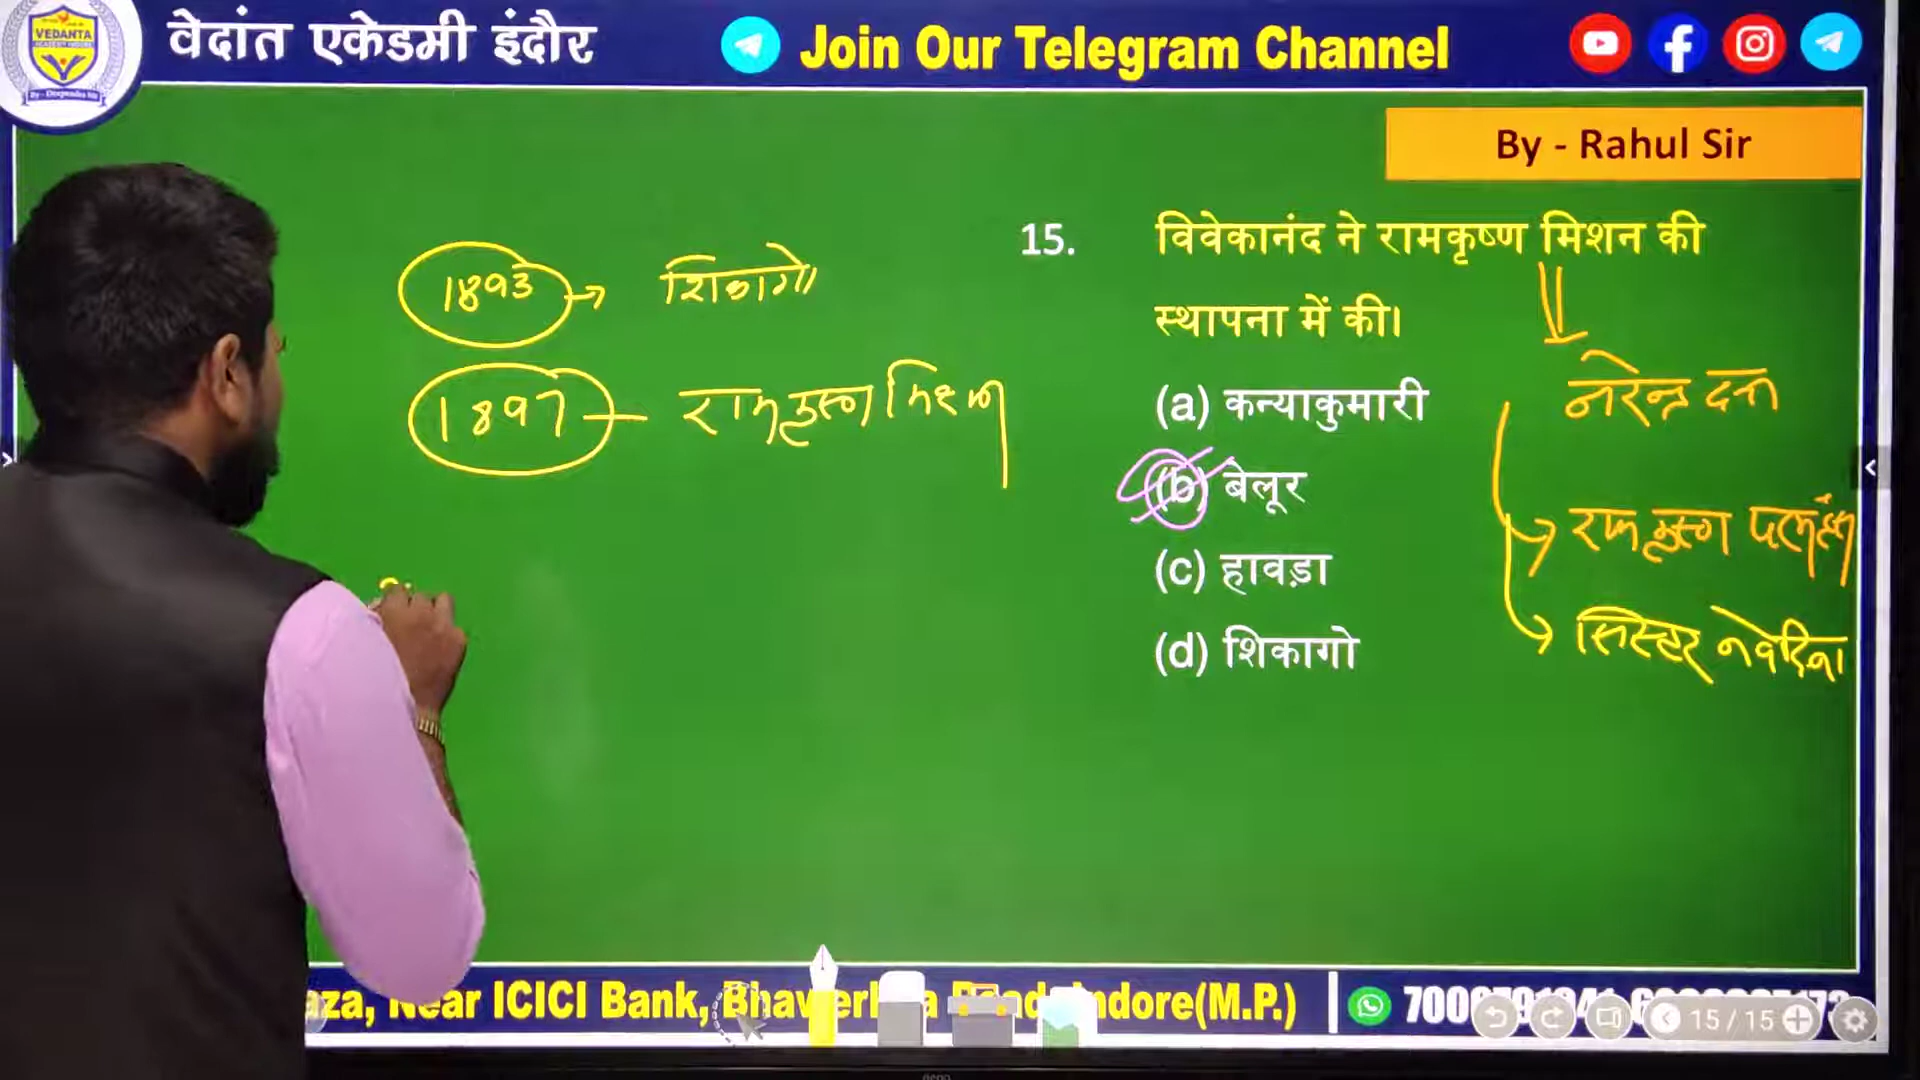 VEDANTA
वेदांत एकेडमी इंदौर
Join Our Telegram Channel
By - Rahul Sir
15. विवेकानंद ने रामकृष्ण मिशन की
स्थापना में की।
(a) कन्याकुमारी
(b) बेलूर
(c) हावड़ा
(d) शिकागो
1893 → शिकागो
1897 — रामकृष्ण मिशन
नरेन्द्र दत्त
रामकृष्ण परमहंस
सिस्टर
Near ICICI Bank,
Indore(M.P.)
15 / 15